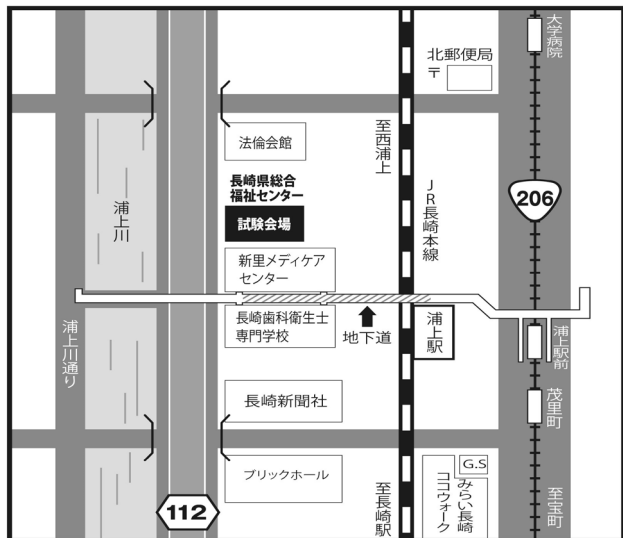 大学病院
北郵便局
〒
法倫会館
至西浦上
長崎県総合
福祉センター
試験会場
206
JR長崎本線
浦上川
新里メディケア
センター
長崎歯科衛生士
専門学校
地下道
浦上駅
浦上駅前
浦上川通り
茂里町
長崎新聞社
ブリックホール
G.S
みらい長崎
ココウォーク
至長崎駅
至宝町
112